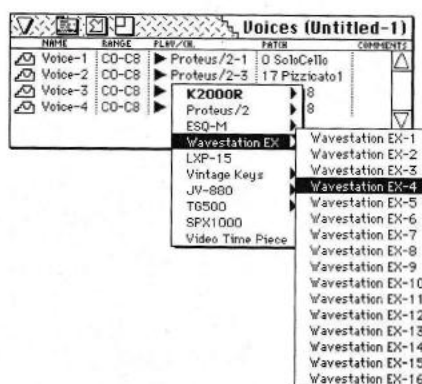 Voices (Untitled-1)
NAME RANGE PLAY/CH. PATCH COMMENTS
Voice-1 C0-C8 Proteus/2-1 0 SoloCello
Voice-2 C0-C8 Proteus/2-3 17 Pizzicato1
Voice-3 C0-C8 8
Voice-4 C0-C8 8
K2000R
Proteus/2
ESQ-M
Wavestation EX
LXP-15
Vintage Keys
JV-880
TG500
SPX1000
Video Time Piece
Wavestation EX-1
Wavestation EX-2
Wavestation EX-3
Wavestation EX-4
Wavestation EX-5
Wavestation EX-6
Wavestation EX-7
Wavestation EX-8
Wavestation EX-9
Wavestation EX-10
Wavestation EX-11
Wavestation EX-12
Wavestation EX-13
Wavestation EX-14
Wavestation EX-15
Wavestation EX-16